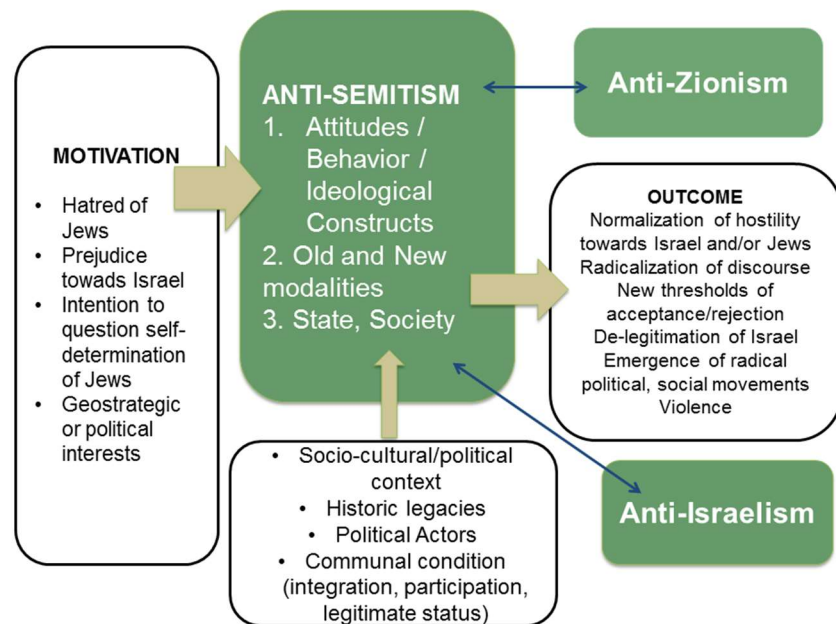 MOTIVATION
• Hatred of
Jews
• Prejudice
towads Israel
• Intention to
question self-
determination
of Jews
• Geostrategic
or political
interests
ANTI-SEMITISM
1. Attitudes /
Behavior /
Ideological
Constructs
2. Old and New
modalities
3. State, Society
Anti-Zionism
OUTCOME
Normalization of hostility
towards Israel and/or Jews
Radicalization of discourse
New thresholds of
acceptance/rejection
De-legitimation of Israel
Emergence of radical
political, social movements
Violence
• Socio-cultural/political
context
• Historic legacies
• Political Actors
• Communal condition
(integration, participation,
legitimate status)
Anti-Israelism